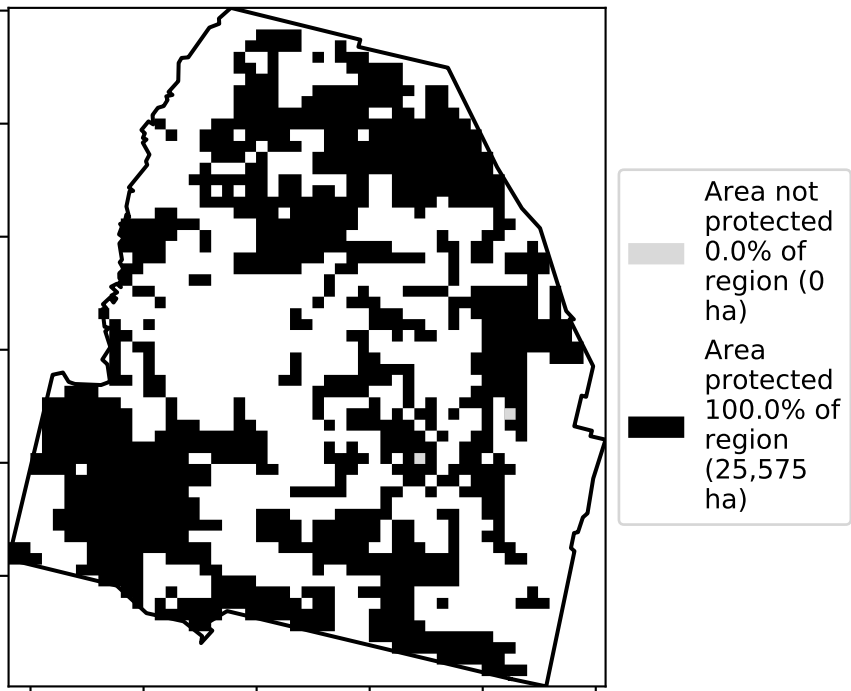 Area not
protected
0.0% of
region (0
ha)
Area
protected
100.0% of
region
(25,575
ha)